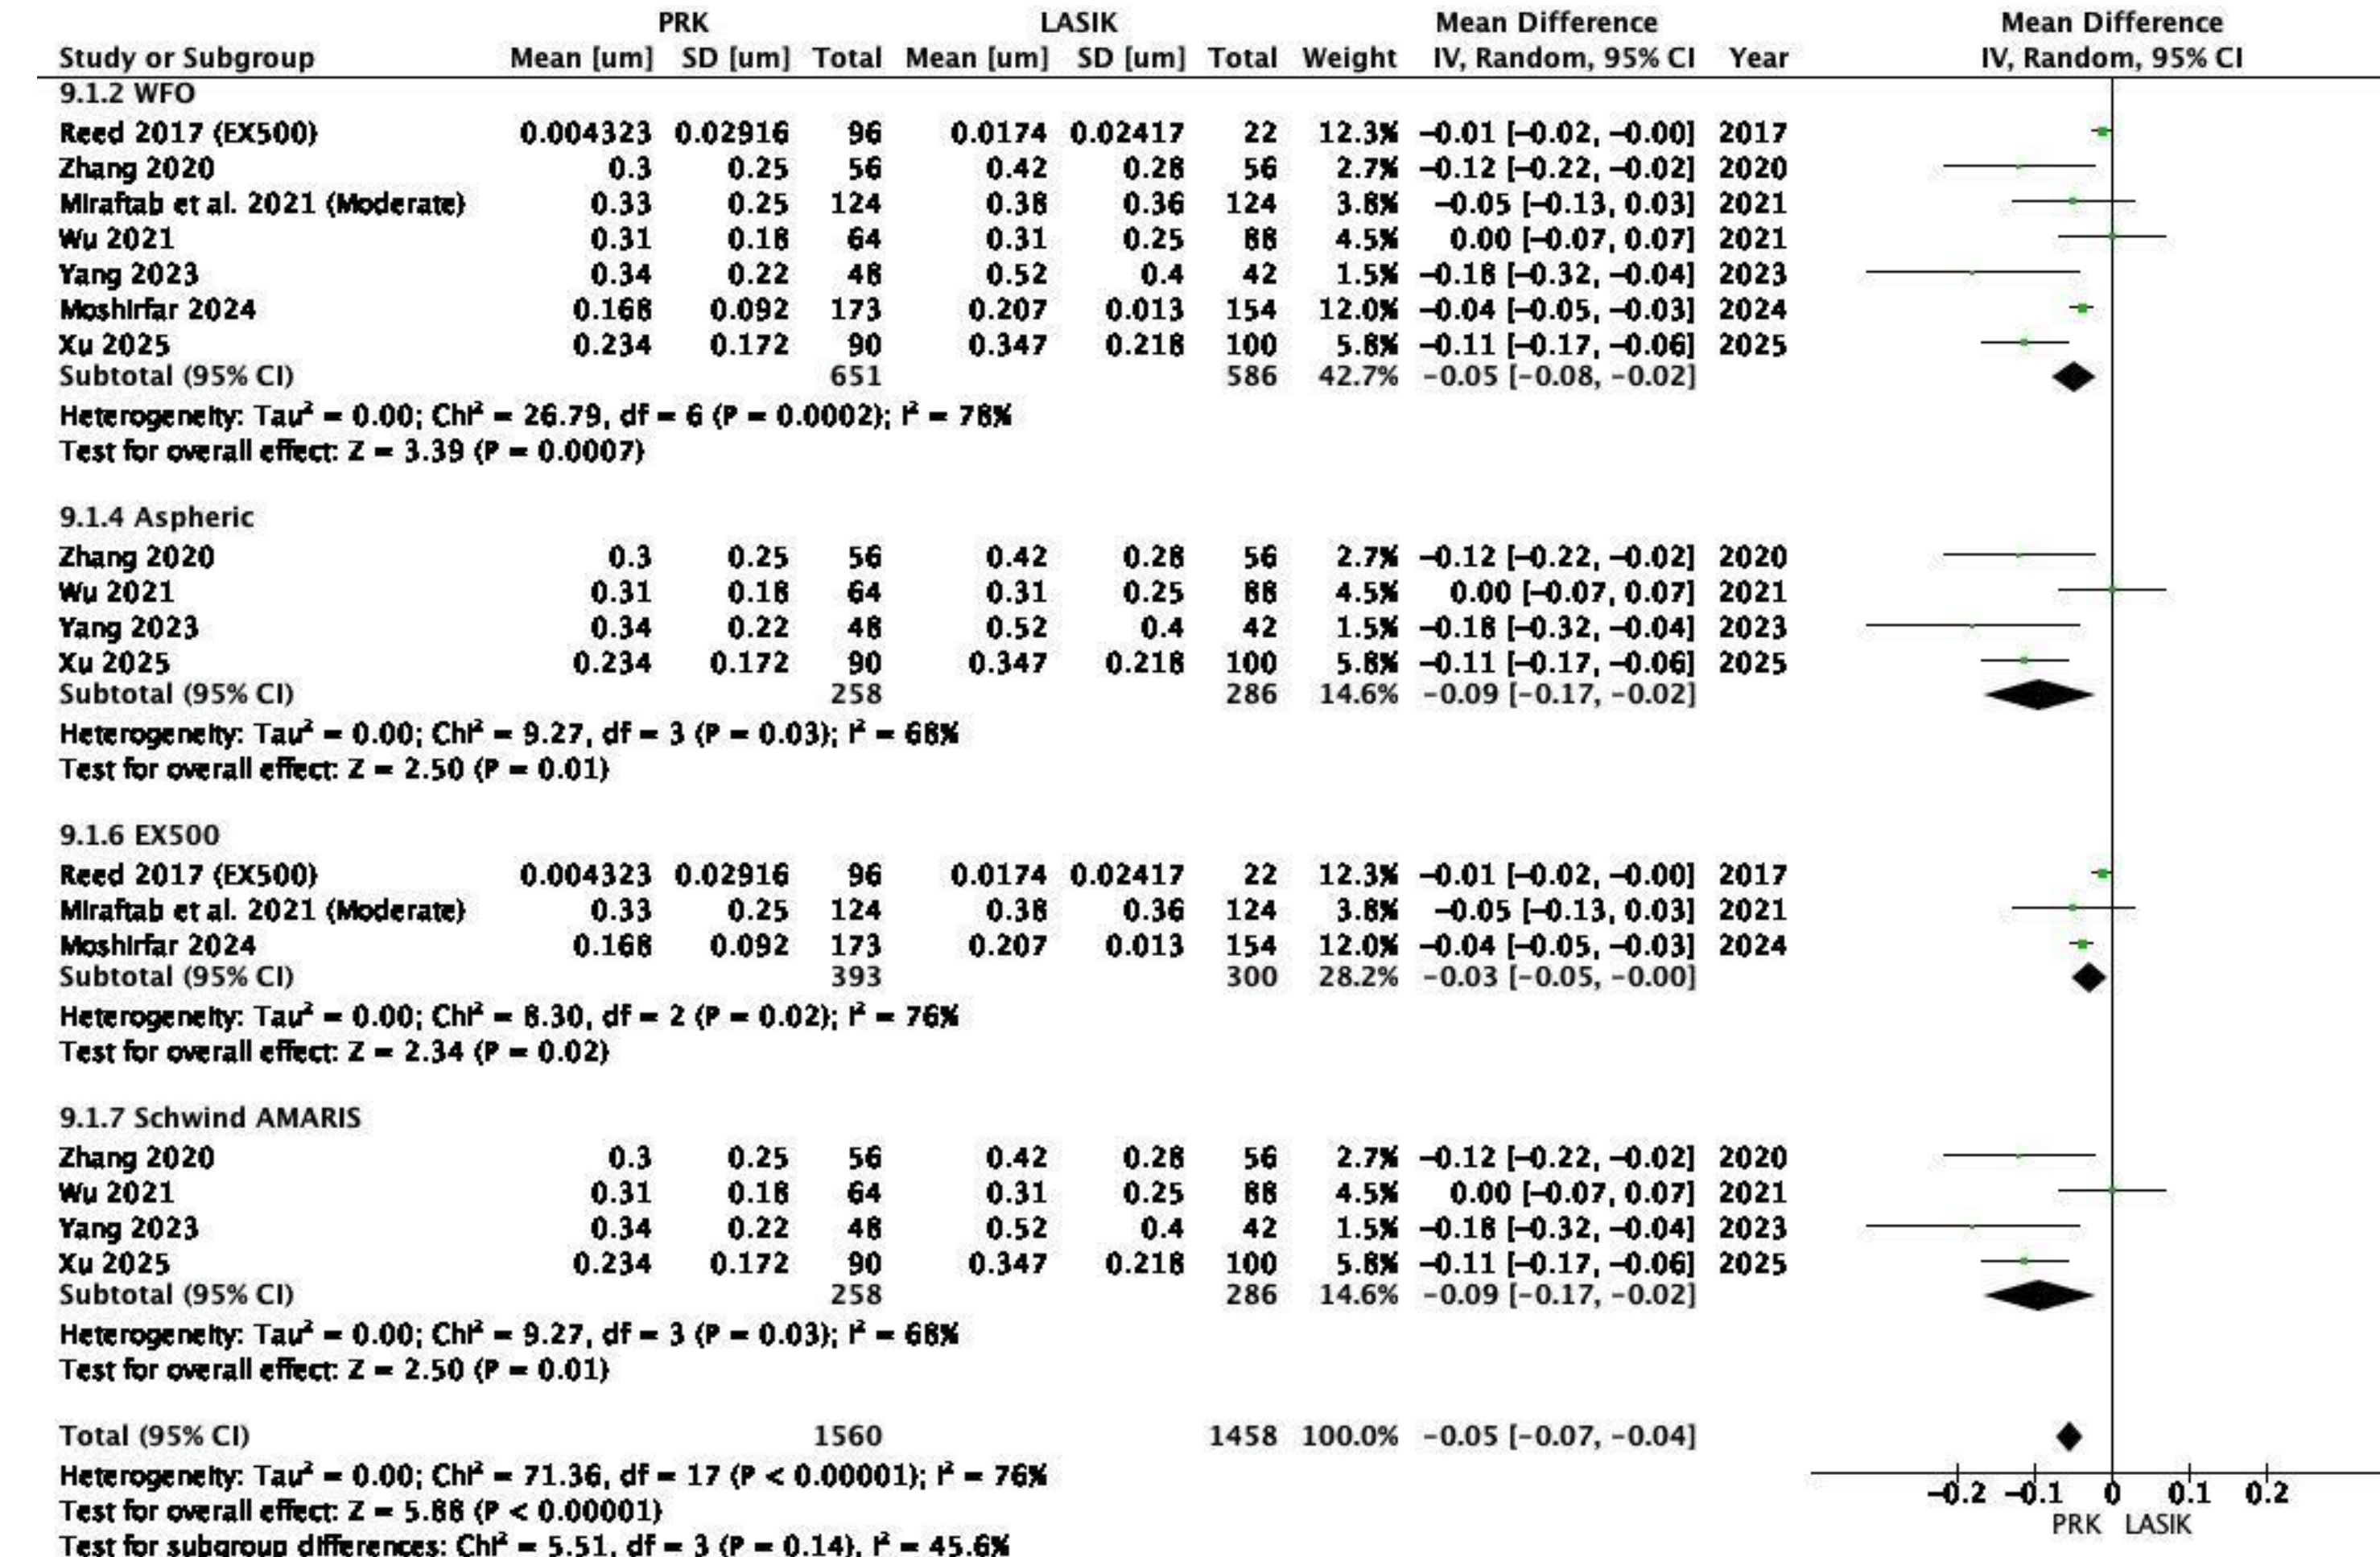 PRK LASIK Mean Difference Mean Difference
Study or Subgroup Mean [um] SD [um] Total Mean [um] SD [um] Total Weight IV, Random, 95% CI Year IV, Random, 95% CI
9.1.2 WFO
Reed 2017 (EX500) 0.004323 0.02916 96 0.0174 0.02417 22 12.3% −0.01 [−0.02, −0.00] 2017
Zhang 2020 0.3 0.25 56 0.42 0.28 56 2.7% −0.12 [−0.22, −0.02] 2020
Miraftab et al. 2021 (Moderate) 0.33 0.25 124 0.38 0.36 124 3.8% −0.05 [−0.13, 0.03] 2021
Wu 2021 0.31 0.18 64 0.31 0.25 88 4.5% 0.00 [−0.07, 0.07] 2021
Yang 2023 0.34 0.22 48 0.52 0.4 42 1.5% −0.18 [−0.32, −0.04] 2023
Moshirfar 2024 0.168 0.092 173 0.207 0.013 154 12.0% −0.04 [−0.05, −0.03] 2024
Xu 2025 0.234 0.172 90 0.347 0.218 100 5.8% −0.11 [−0.17, −0.06] 2025
Subtotal (95% CI) 651 586 42.7% −0.05 [−0.08, −0.02]
Heterogeneity: Tau² = 0.00; Chi² = 26.79, df = 6 (P = 0.0002); I² = 78%
Test for overall effect: Z = 3.39 (P = 0.0007)
9.1.4 Aspheric
Zhang 2020 0.3 0.25 56 0.42 0.28 56 2.7% −0.12 [−0.22, −0.02] 2020
Wu 2021 0.31 0.18 64 0.31 0.25 88 4.5% 0.00 [−0.07, 0.07] 2021
Yang 2023 0.34 0.22 48 0.52 0.4 42 1.5% −0.18 [−0.32, −0.04] 2023
Xu 2025 0.234 0.172 90 0.347 0.218 100 5.8% −0.11 [−0.17, −0.06] 2025
Subtotal (95% CI) 258 286 14.6% −0.09 [−0.17, −0.02]
Heterogeneity: Tau² = 0.00; Chi² = 9.27, df = 3 (P = 0.03); I² = 68%
Test for overall effect: Z = 2.50 (P = 0.01)
9.1.6 EX500
Reed 2017 (EX500) 0.004323 0.02916 96 0.0174 0.02417 22 12.3% −0.01 [−0.02, −0.00] 2017
Miraftab et al. 2021 (Moderate) 0.33 0.25 124 0.38 0.36 124 3.8% −0.05 [−0.13, 0.03] 2021
Moshirfar 2024 0.168 0.092 173 0.207 0.013 154 12.0% −0.04 [−0.05, −0.03] 2024
Subtotal (95% CI) 393 300 28.2% −0.03 [−0.05, −0.00]
Heterogeneity: Tau² = 0.00; Chi² = 8.30, df = 2 (P = 0.02); I² = 76%
Test for overall effect: Z = 2.34 (P = 0.02)
9.1.7 Schwind AMARIS
Zhang 2020 0.3 0.25 56 0.42 0.28 56 2.7% −0.12 [−0.22, −0.02] 2020
Wu 2021 0.31 0.18 64 0.31 0.25 88 4.5% 0.00 [−0.07, 0.07] 2021
Yang 2023 0.34 0.22 48 0.52 0.4 42 1.5% −0.18 [−0.32, −0.04] 2023
Xu 2025 0.234 0.172 90 0.347 0.218 100 5.8% −0.11 [−0.17, −0.06] 2025
Subtotal (95% CI) 258 286 14.6% −0.09 [−0.17, −0.02]
Heterogeneity: Tau² = 0.00; Chi² = 9.27, df = 3 (P = 0.03); I² = 68%
Test for overall effect: Z = 2.50 (P = 0.01)
Total (95% CI) 1560 1458 100.0% −0.05 [−0.07, −0.04]
Heterogeneity: Tau² = 0.00; Chi² = 71.36, df = 17 (P < 0.00001); I² = 76%
Test for overall effect: Z = 5.88 (P < 0.00001)
Test for subgroup differences: Chi² = 5.51, df = 3 (P = 0.14), I² = 45.6%
−0.2 −0.1 0 0.1 0.2
PRK LASIK